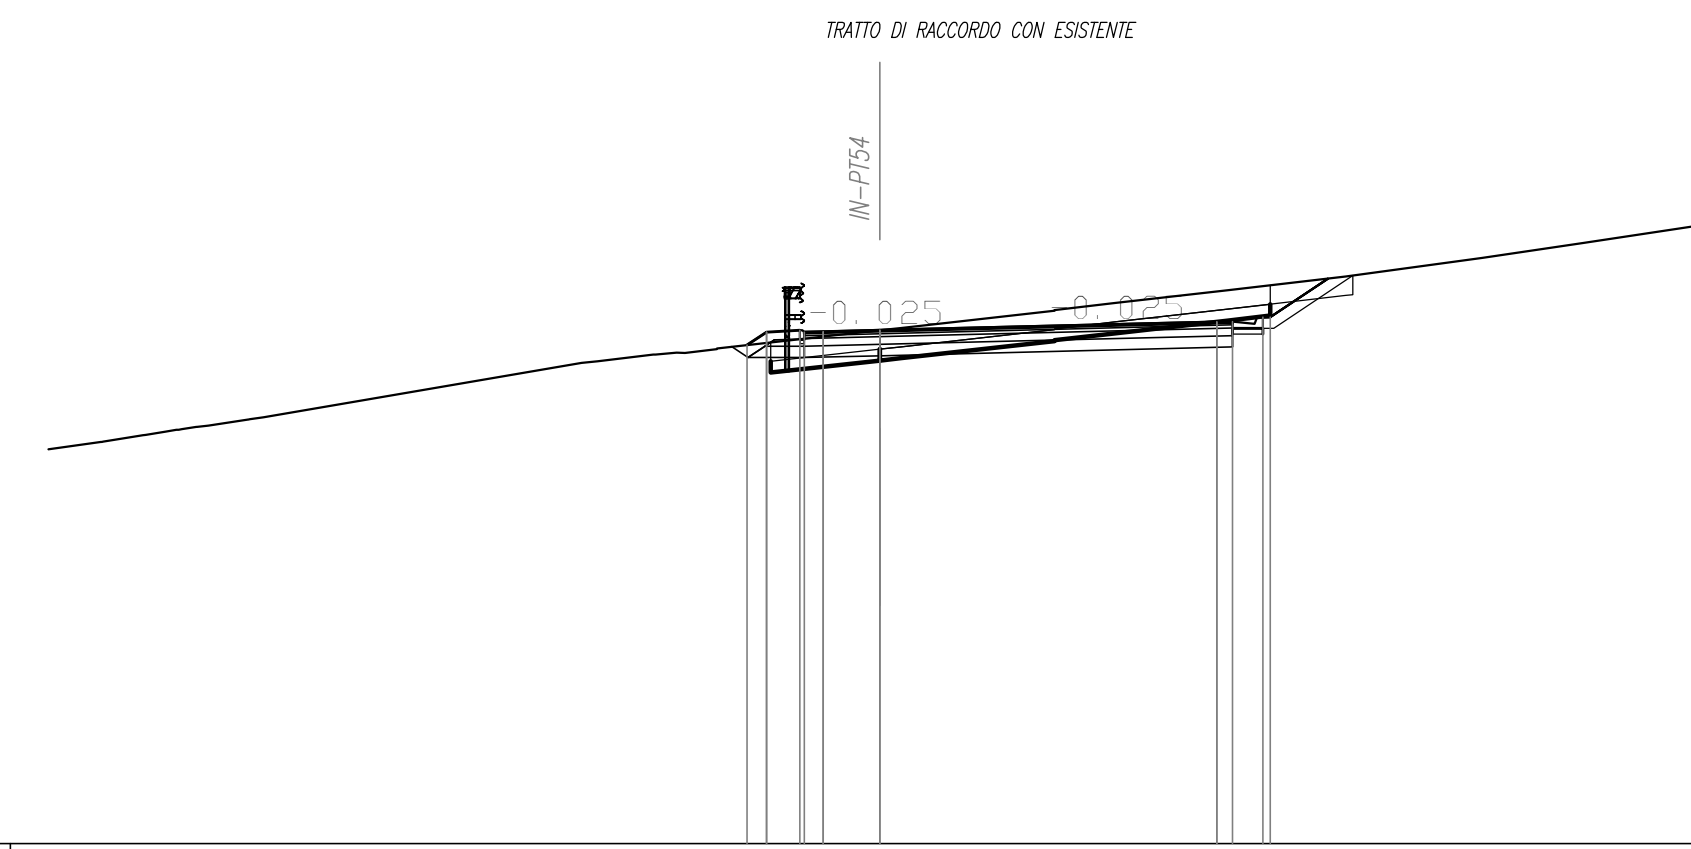 TRATTO DI RACCORDO CON ESISTENTE
IN-PT54
-0.025
-0.025